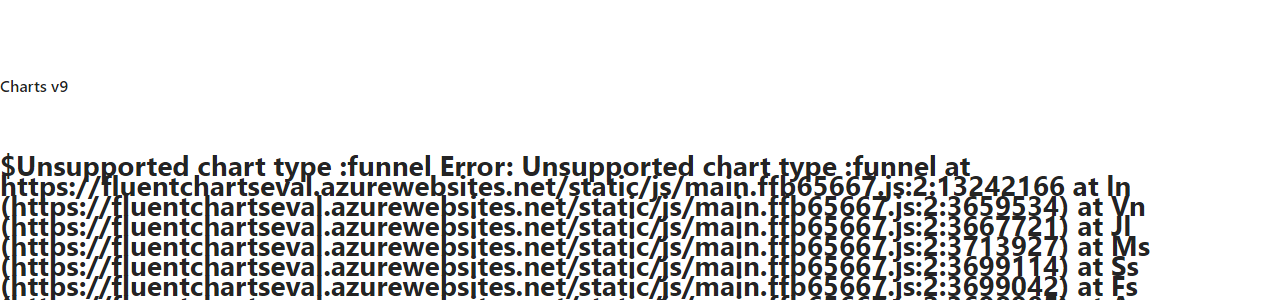 Charts v9
$Unsupported chart type :funnel Error: Unsupported chart type :funnel at
https://fluentchartseval.azurewebsites.net/static/js/main.ffb65667.js:2:13242166 at In
(https://fluentchartseval.azurewebsites.net/static/js/main.ffb65667.js:2:3659534) at Vn
(https://fluentchartseval.azurewebsites.net/static/js/main.ffb65667.js:2:3667721) at Jl
(https://fluentchartseval.azurewebsites.net/static/js/main.ffb65667.js:2:3713927) at Ms
(https://fluentchartseval.azurewebsites.net/static/js/main.ffb65667.js:2:3699114) at Ss
(https://fluentchartseval.azurewebsites.net/static/js/main.ffb65667.js:2:3699042) at Fs